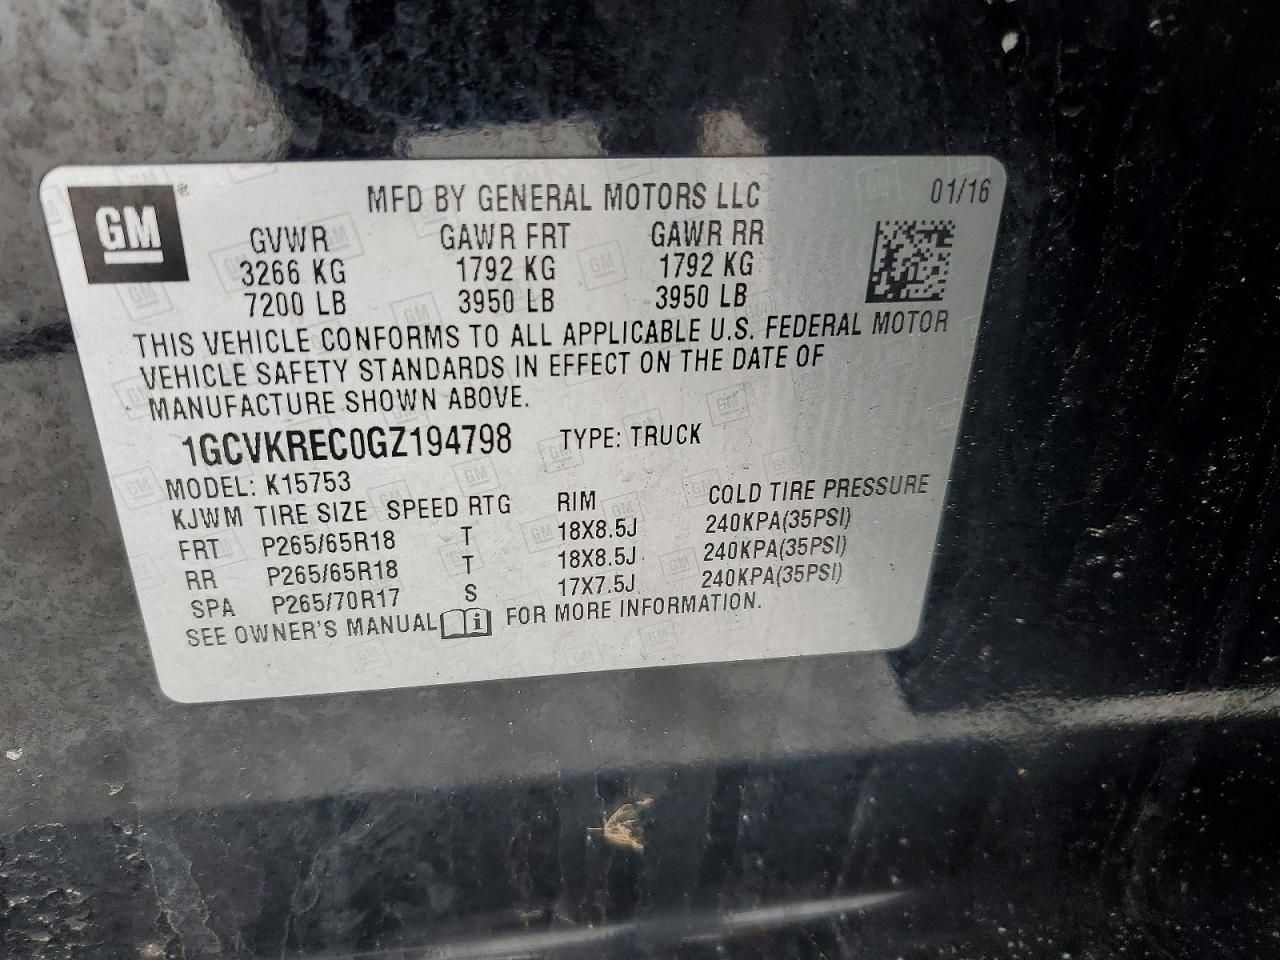 GM ® MFD BY GENERAL MOTORS LLC 01/16
GVWR GAWR FRT GAWR RR
3266 KG 1792 KG 1792 KG
7200 LB 3950 LB 3950 LB
THIS VEHICLE CONFORMS TO ALL APPLICABLE U.S. FEDERAL MOTOR
VEHICLE SAFETY STANDARDS IN EFFECT ON THE DATE OF
MANUFACTURE SHOWN ABOVE.
1GCVKREC0GZ194798 TYPE: TRUCK
MODEL: K15753
KJWM TIRE SIZE SPEED RTG RIM COLD TIRE PRESSURE
FRT P265/65R18 T 18X8.5J 240KPA(35PSI)
RR P265/65R18 T 18X8.5J 240KPA(35PSI)
SPA P265/70R17 S 17X7.5J 240KPA(35PSI)
SEE OWNER'S MANUAL i FOR MORE INFORMATION.